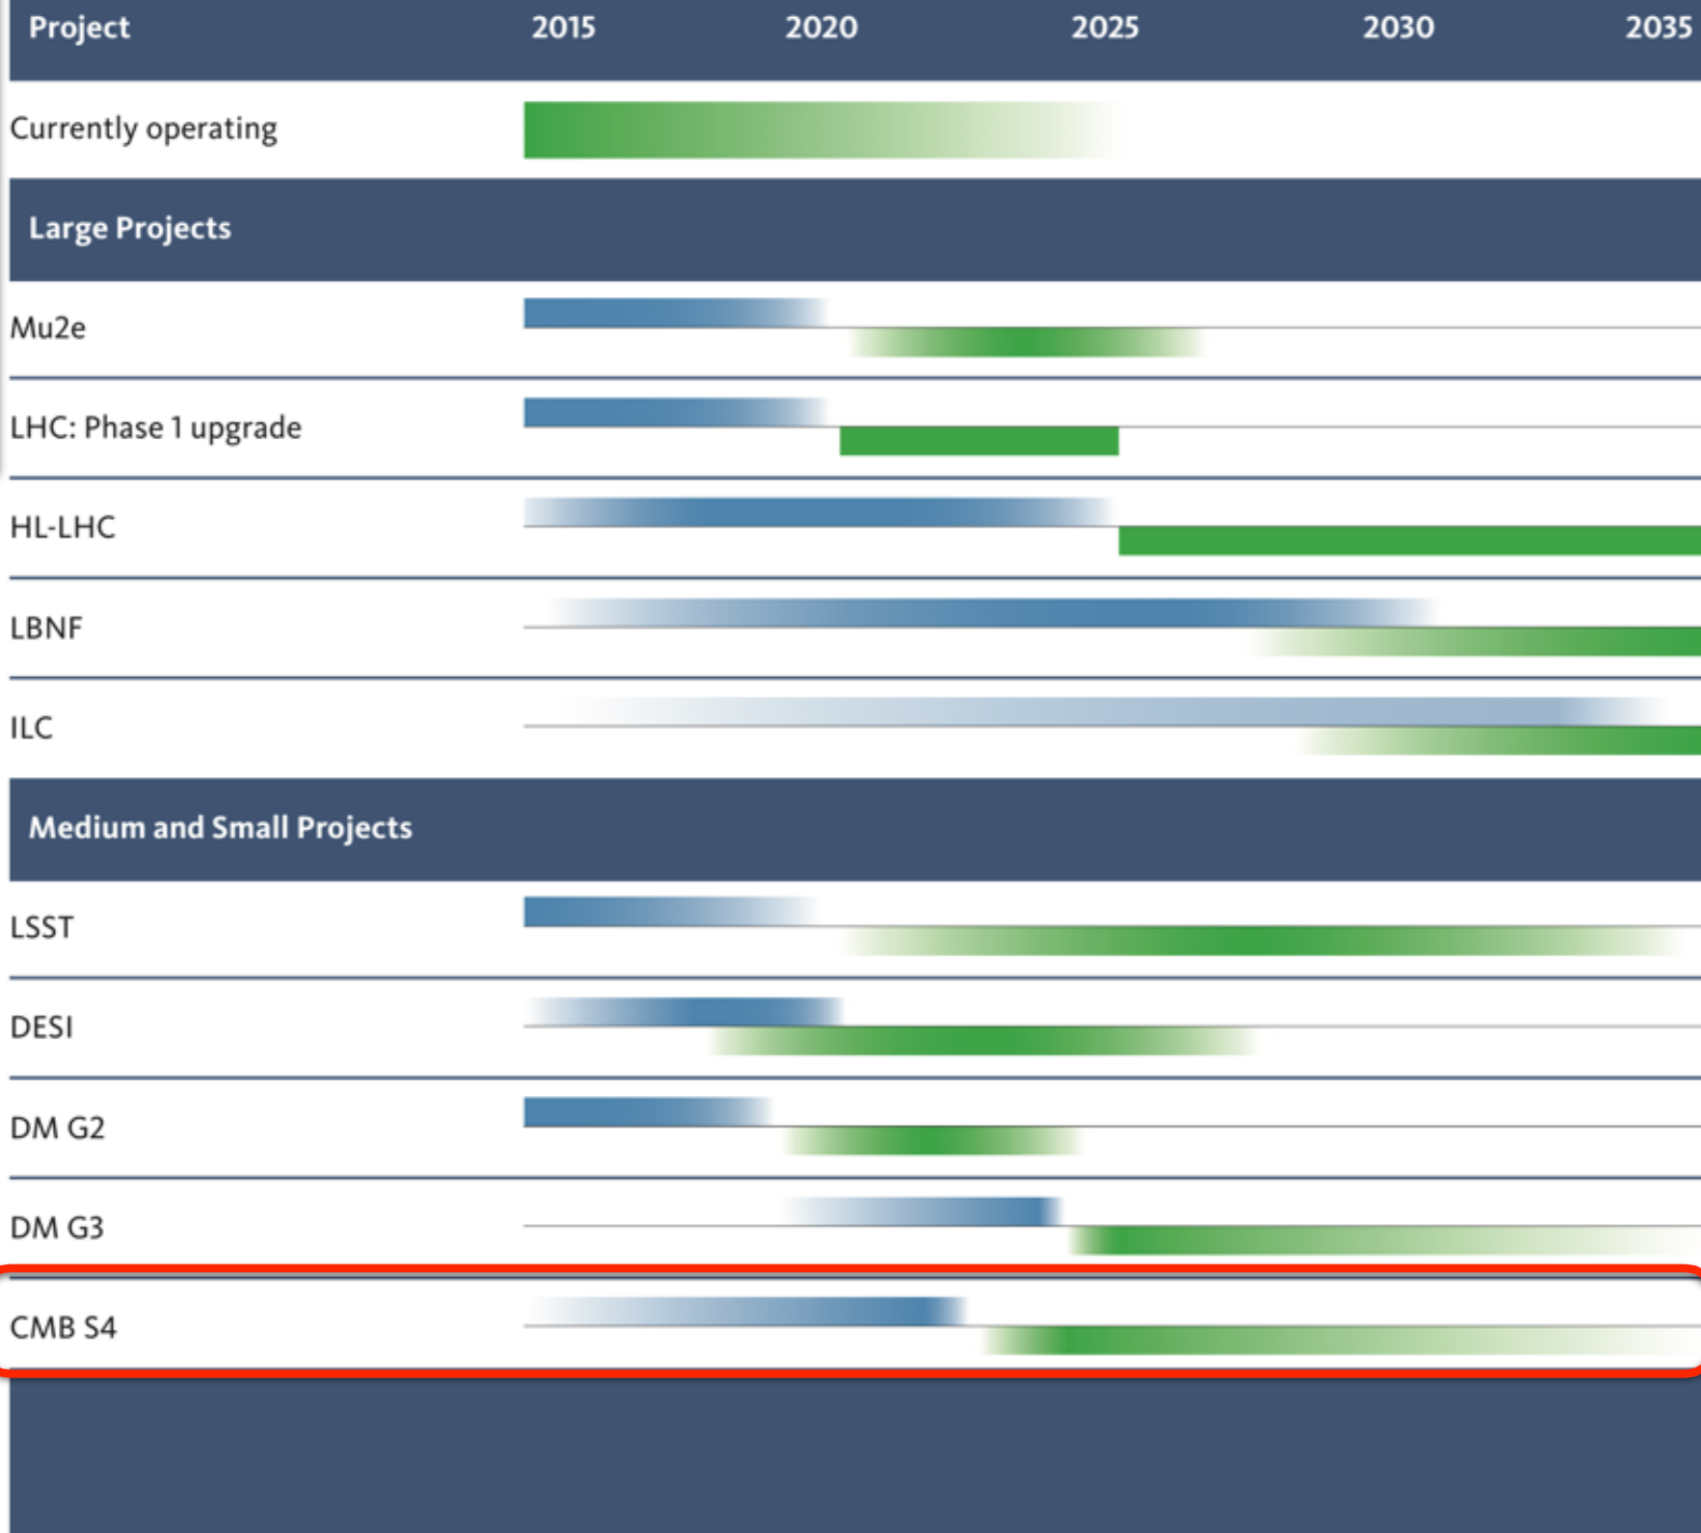 Project 2015 2020 2025 2030 2035
Currently operating
Large Projects
Mu2e
LHC: Phase 1 upgrade
HL-LHC
LBNF
ILC
Medium and Small Projects
LSST
DESI
DM G2
DM G3
CMB S4